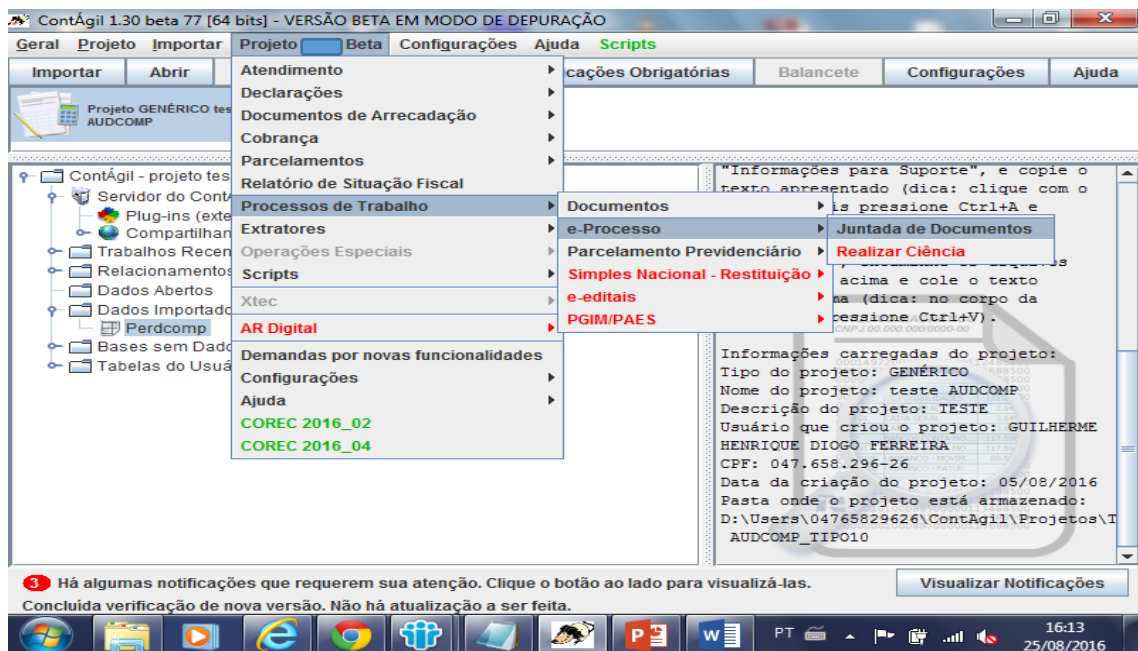 ContÁgil 1.30 beta 77 [64 bits] - VERSÃO BETA EM MODO DE DEPURAÇÃO
Geral Projeto Importar Projeto Beta Configurações Ajuda Scripts
Importar Abrir icações Obrigatórias Balancete Configurações Ajuda
Projeto GENÉRICO tes
AUDCOMP
ContÁgil - projeto tes
Servidor do Cont
Plug-ins (exte
Compartilhan
Trabalhos Recen
Relacionamentos
Dados Abertos
Dados Importado
Perdcomp
Bases sem Dado
Tabelas do Usuá
Atendimento
Declarações
Documentos de Arrecadação
Cobrança
Parcelamentos
Relatório de Situação Fiscal
Processos de Trabalho
Extratores
Operações Especiais
Scripts
Xtec
AR Digital
Demandas por novas funcionalidades
Configurações
Ajuda
COREC 2016_02
COREC 2016_04
Documentos
e-Processo
Parcelamento Previdenciário
Simples Nacional - Restituição
e-editais
PGIM/PAES
Juntada de Documentos
Realizar Ciência
"Informações para Suporte", e copie o
texto apresentado (dica: clique com o
is pressione Ctrl+A e
acima e cole o texto
ma (dica: no corpo da
ressione Ctrl+V).
CNPJ 00.000.000/0000-00
Informações carregadas do projeto:
Tipo do projeto: GENÉRICO
Nome do projeto: teste AUDCOMP
Descrição do projeto: TESTE
Usuário que criou o projeto: GUILHERME
HENRIQUE DIOGO FERREIRA
CPF: 047.658.296-26
Data da criação do projeto: 05/08/2016
Pasta onde o projeto está armazenado:
D:\Users\04765829626\ContAgil\Projetos\T
AUDCOMP_TIPO10
3 Há algumas notificações que requerem sua atenção. Clique o botão ao lado para visualizá-las. Visualizar Notificações
Concluída verificação de nova versão. Não há atualização a ser feita.
PT 16:13
25/08/2016